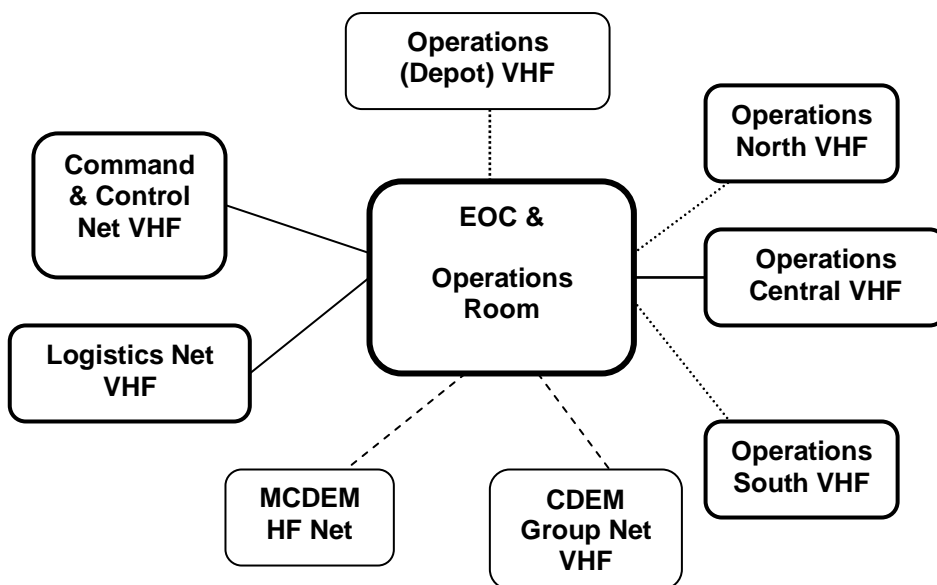 Operations
(Depot) VHF
Operations
North VHF
Command
& Control
Net VHF
EOC &
Operations
Room
Operations
Central VHF
Logistics Net
VHF
Operations
South VHF
MCDEM
HF Net
CDEM
Group Net
VHF